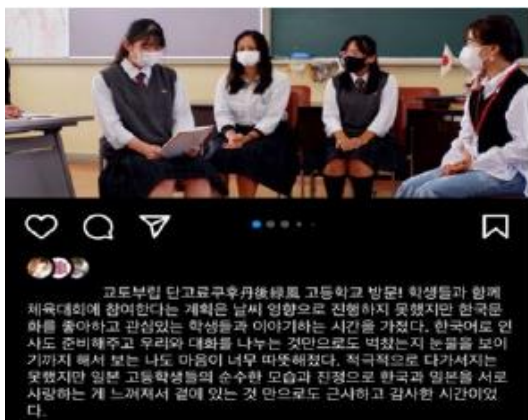 교토부립 단고료쿠후丹後緑風 고등학교 방문! 학생들과 함께
체육대회에 참여한다는 계획은 날씨 영향으로 진행하지 못했지만 한국문
화를 좋아하고 관심있는 학생들과 이야기하는 시간을 가졌다. 한국어로 인
사도 준비해주고 우리와 대화를 나누는 것만으로도 벅찼는지 눈물을 보이
기까지 해서 보는 나도 마음이 너무 따뜻해졌다. 적극적으로 다가서지는
못했지만 일본 고등학생들의 순수한 모습과 진정으로 한국과 일본을 서로
사랑하는 게 느껴져서 곁에 있는 것 만으로도 근사하고 감사한 시간이었
다.